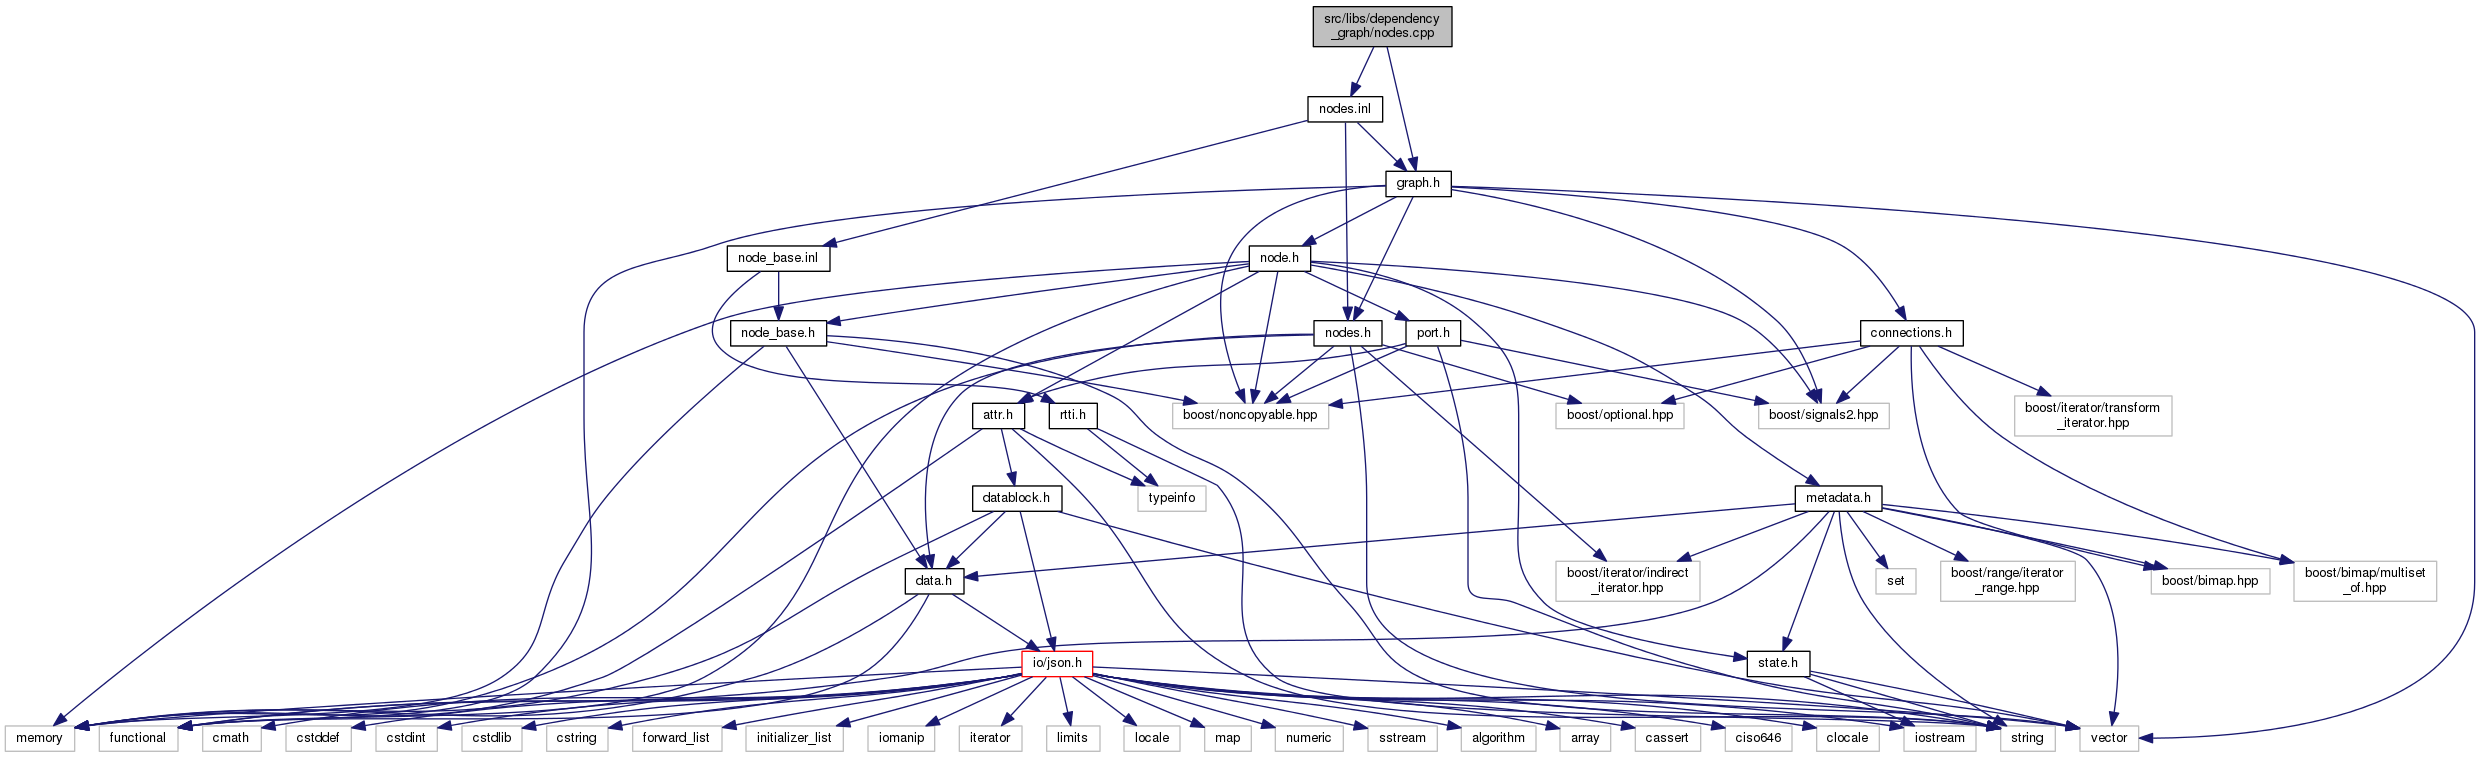 src/libs/dependency
_graph/nodes.cpp
nodes.inl
graph.h
node_base.inl
node.h
node_base.h
nodes.h
port.h
connections.h
attr.h
rtti.h
boost/noncopyable.hpp
boost/optional.hpp
boost/signals2.hpp
boost/iterator/transform
_iterator.hpp
datablock.h
typeinfo
metadata.h
data.h
boost/iterator/indirect
_iterator.hpp
set
boost/range/iterator
_range.hpp
boost/bimap.hpp
boost/bimap/multiset
_of.hpp
io/json.h
state.h
memory
functional
cmath
cstddef
cstdint
cstdlib
cstring
forward_list
initializer_list
iomanip
iterator
limits
locale
map
numeric
sstream
algorithm
array
cassert
ciso646
clocale
iostream
string
vector